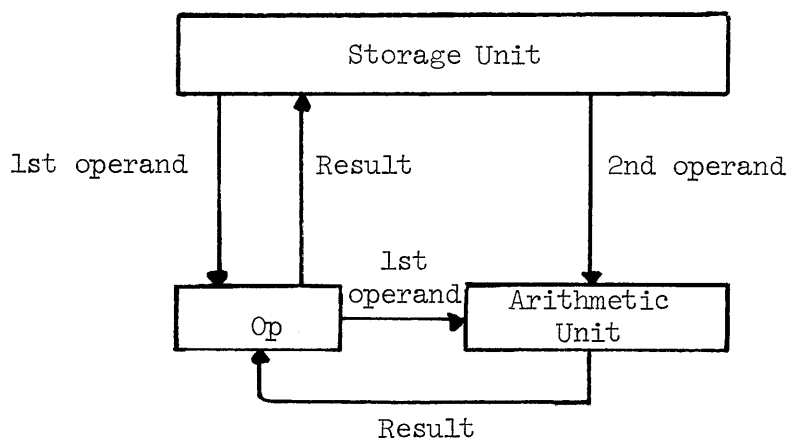 Storage Unit
1st operand
Result
2nd operand
1st
operand
Op
Arithmetic
Unit
Result